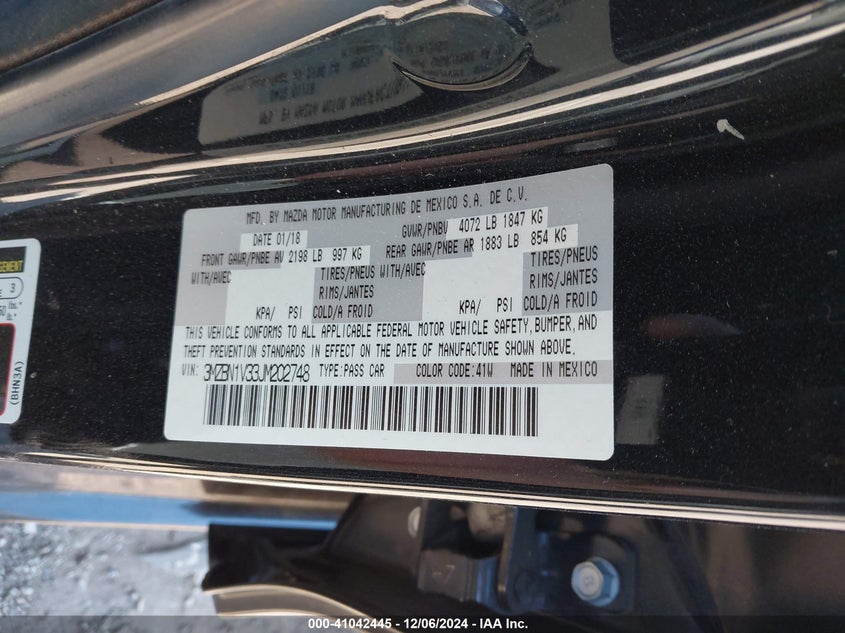 MFD. BY MAZDA MOTOR MANUFACTURING DE MEXICO S.A. DE C.V.
DATE 01/18 GVWR/PNBV 4072 LB 1847 KG
FRONT GAWR/PNBE AV 2198 LB 997 KG REAR GAWR/PNBE AR 1883 LB 854 KG
WITH/AVEC TIRES/PNEUS WITH/AVEC TIRES/PNEUS
RIMS/JANTES RIMS/JANTES
KPA/ PSI COLD/A FROID KPA/ PSI COLD/A FROID
THIS VEHICLE CONFORMS TO ALL APPLICABLE FEDERAL MOTOR VEHICLE SAFETY, BUMPER, AND
THEFT PREVENTION STANDARDS IN EFFECT ON THE DATE OF MANUFACTURE SHOWN ABOVE.
VIN: 3MZBN1V33JM202748 TYPE: PASS CAR COLOR CODE: 41W MADE IN MEXICO
3
lbs.
(BHN3A)
000-41042445 - 12/06/2024 - IAA Inc.